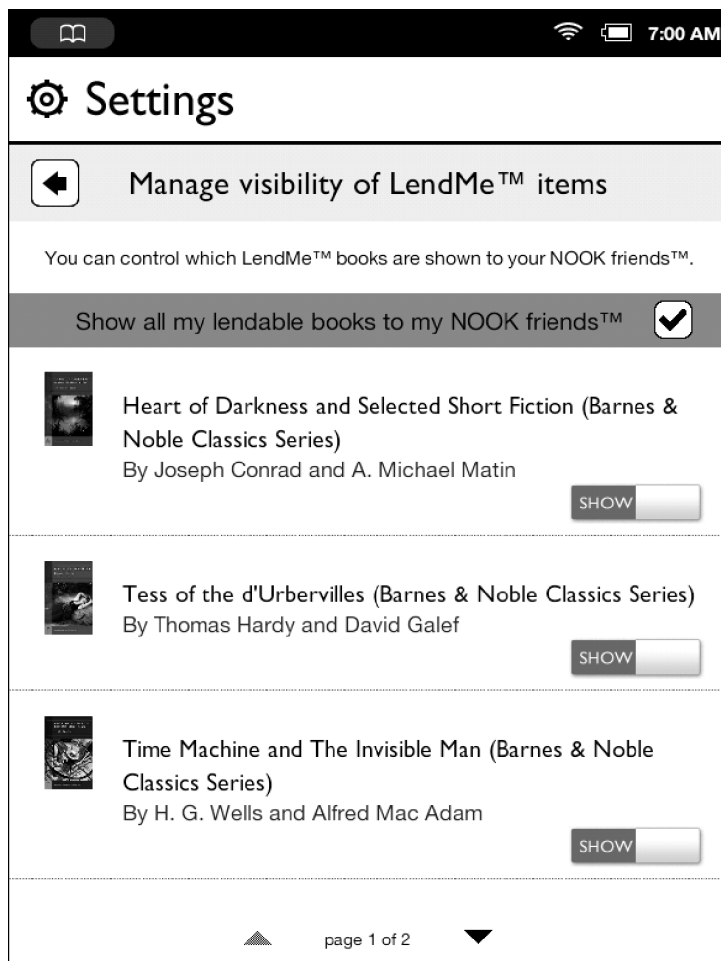 7:00 AM
Settings
Manage visibility of LendMe™ items
You can control which LendMe™ books are shown to your NOOK friends™.
Show all my lendable books to my NOOK friends™
Heart of Darkness and Selected Short Fiction (Barnes &
Noble Classics Series)
By Joseph Conrad and A. Michael Matin
SHOW
Tess of the d'Urbervilles (Barnes & Noble Classics Series)
By Thomas Hardy and David Galef
SHOW
Time Machine and The Invisible Man (Barnes & Noble
Classics Series)
By H. G. Wells and Alfred Mac Adam
SHOW
page 1 of 2